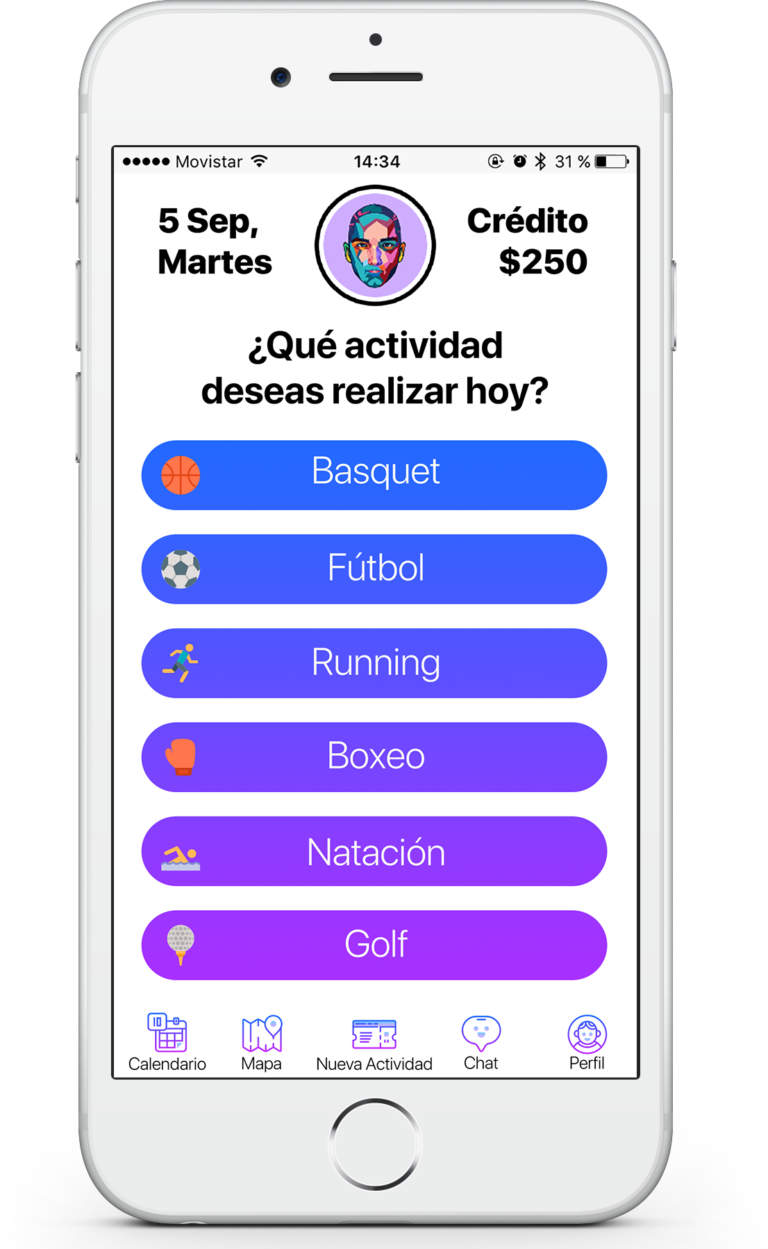 Movistar 14:34 31 %
5 Sep,
Martes
Crédito
$250
¿Qué actividad
deseas realizar hoy?
Basquet
Fútbol
Running
Boxeo
Natación
Golf
Calendario Mapa Nueva Actividad Chat Perfil